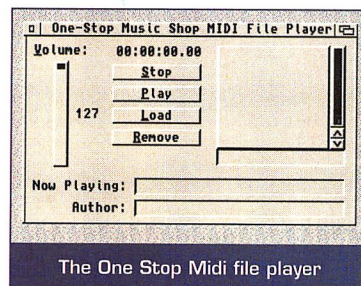 One-Stop Music Shop MIDI File Player
Volume: 00:00:00.00
Stop
Play
127 Load
Remove
Now Playing:
Author:
The One Stop Midi file player